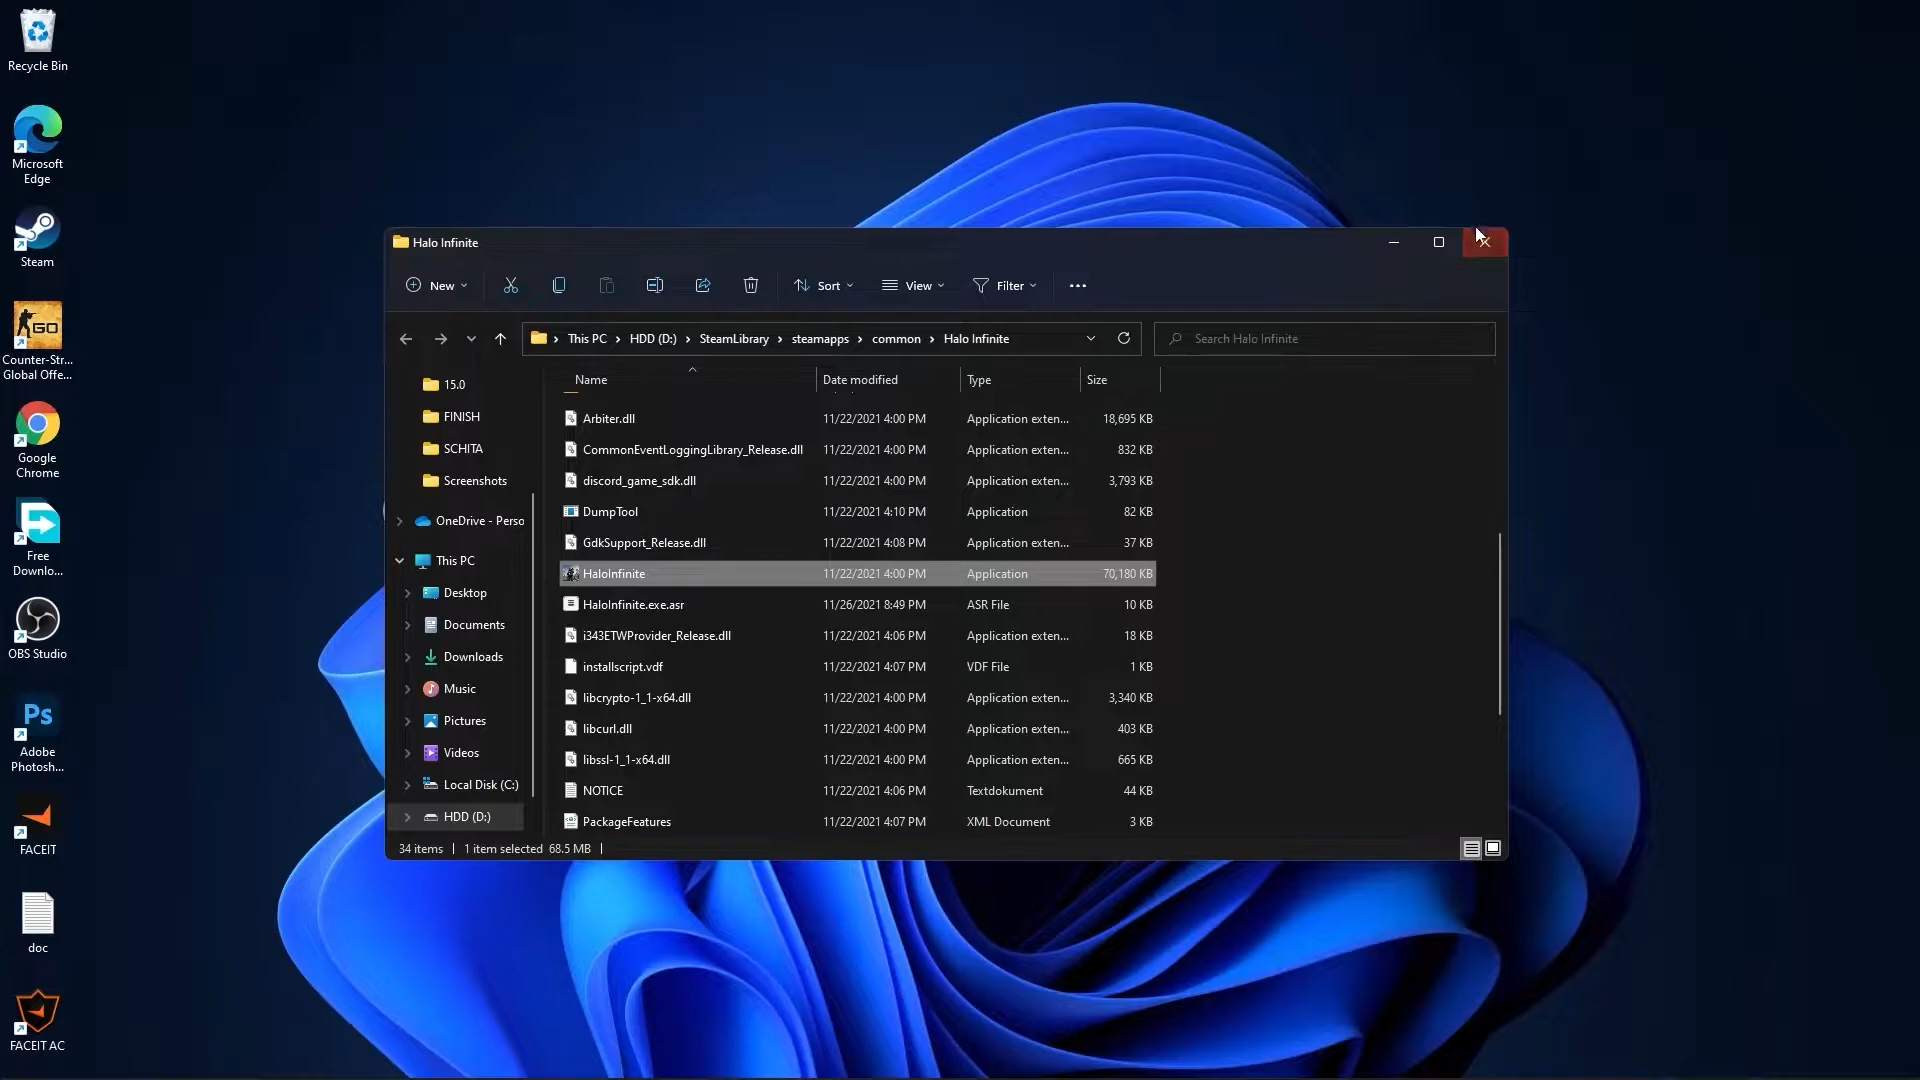 Recycle Bin
Microsoft
Edge
Steam
GO
Counter-Str...
Global Offe...
Google
Chrome
Free
Downlo...
OBS Studio
Ps
Adobe
Photosh...
FACEIT
doc
FACEIT AC
Halo Infinite
New
Sort
View
Filter
This PC > HDD (D:) > SteamLibrary > steamapps > common > Halo Infinite
Search Halo Infinite
15.0
FINISH
SCHITA
Screenshots
OneDrive - Perso
This PC
Desktop
Documents
Downloads
Music
Pictures
Videos
Local Disk (C:)
HDD (D:)
Name Date modified Type Size
Arbiter.dll 11/22/2021 4:00 PM Application exten... 18,695 KB
CommonEventLoggingLibrary_Release.dll 11/22/2021 4:00 PM Application exten... 832 KB
discord_game_sdk.dll 11/22/2021 4:00 PM Application exten... 3,793 KB
DumpTool 11/22/2021 4:10 PM Application 82 KB
GdkSupport_Release.dll 11/22/2021 4:08 PM Application exten... 37 KB
HaloInfinite 11/22/2021 4:00 PM Application 70,180 KB
HaloInfinite.exe.asr 11/26/2021 8:49 PM ASR File 10 KB
i343ETWProvider_Release.dll 11/22/2021 4:06 PM Application exten... 18 KB
installscript.vdf 11/22/2021 4:07 PM VDF File 1 KB
libcrypto-1_1-x64.dll 11/22/2021 4:00 PM Application exten... 3,340 KB
libcurl.dll 11/22/2021 4:00 PM Application exten... 403 KB
libssl-1_1-x64.dll 11/22/2021 4:00 PM Application exten... 665 KB
NOTICE 11/22/2021 4:06 PM Textdokument 44 KB
PackageFeatures 11/22/2021 4:07 PM XML Document 3 KB
34 items | 1 item selected 68.5 MB |